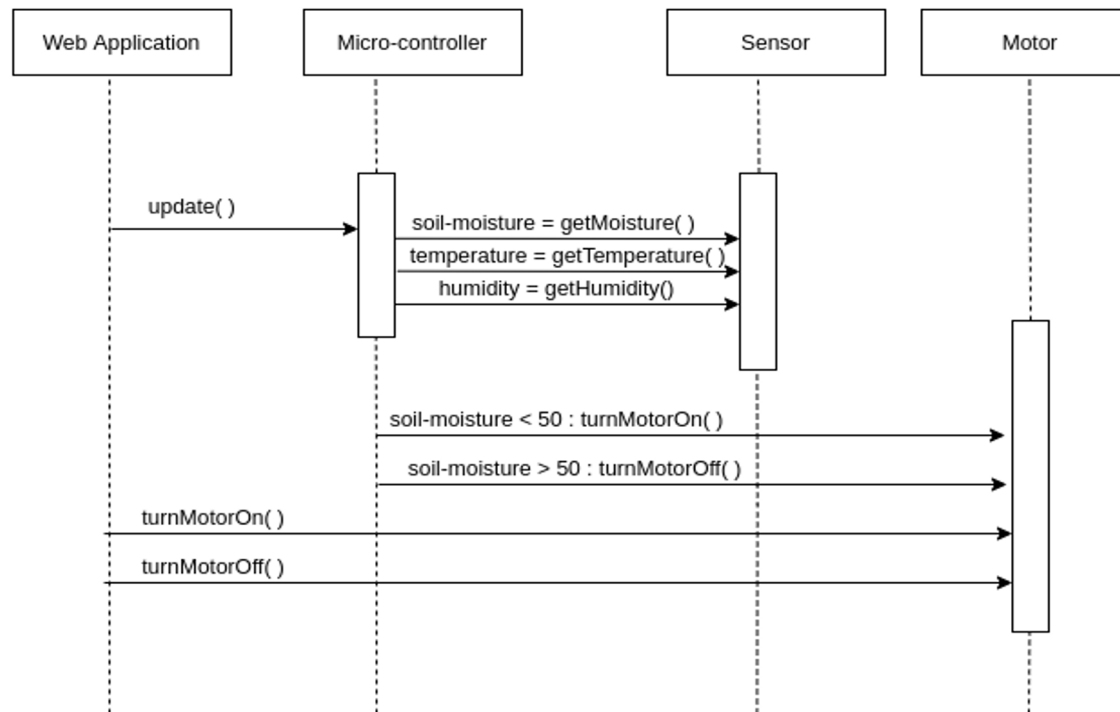 Web Application
Micro-controller
Sensor
Motor
update( )
soil-moisture = getMoisture( )
temperature = getTemperature( )
humidity = getHumidity()
soil-moisture < 50 : turnMotorOn( )
soil-moisture > 50 : turnMotorOff( )
turnMotorOn( )
turnMotorOff( )